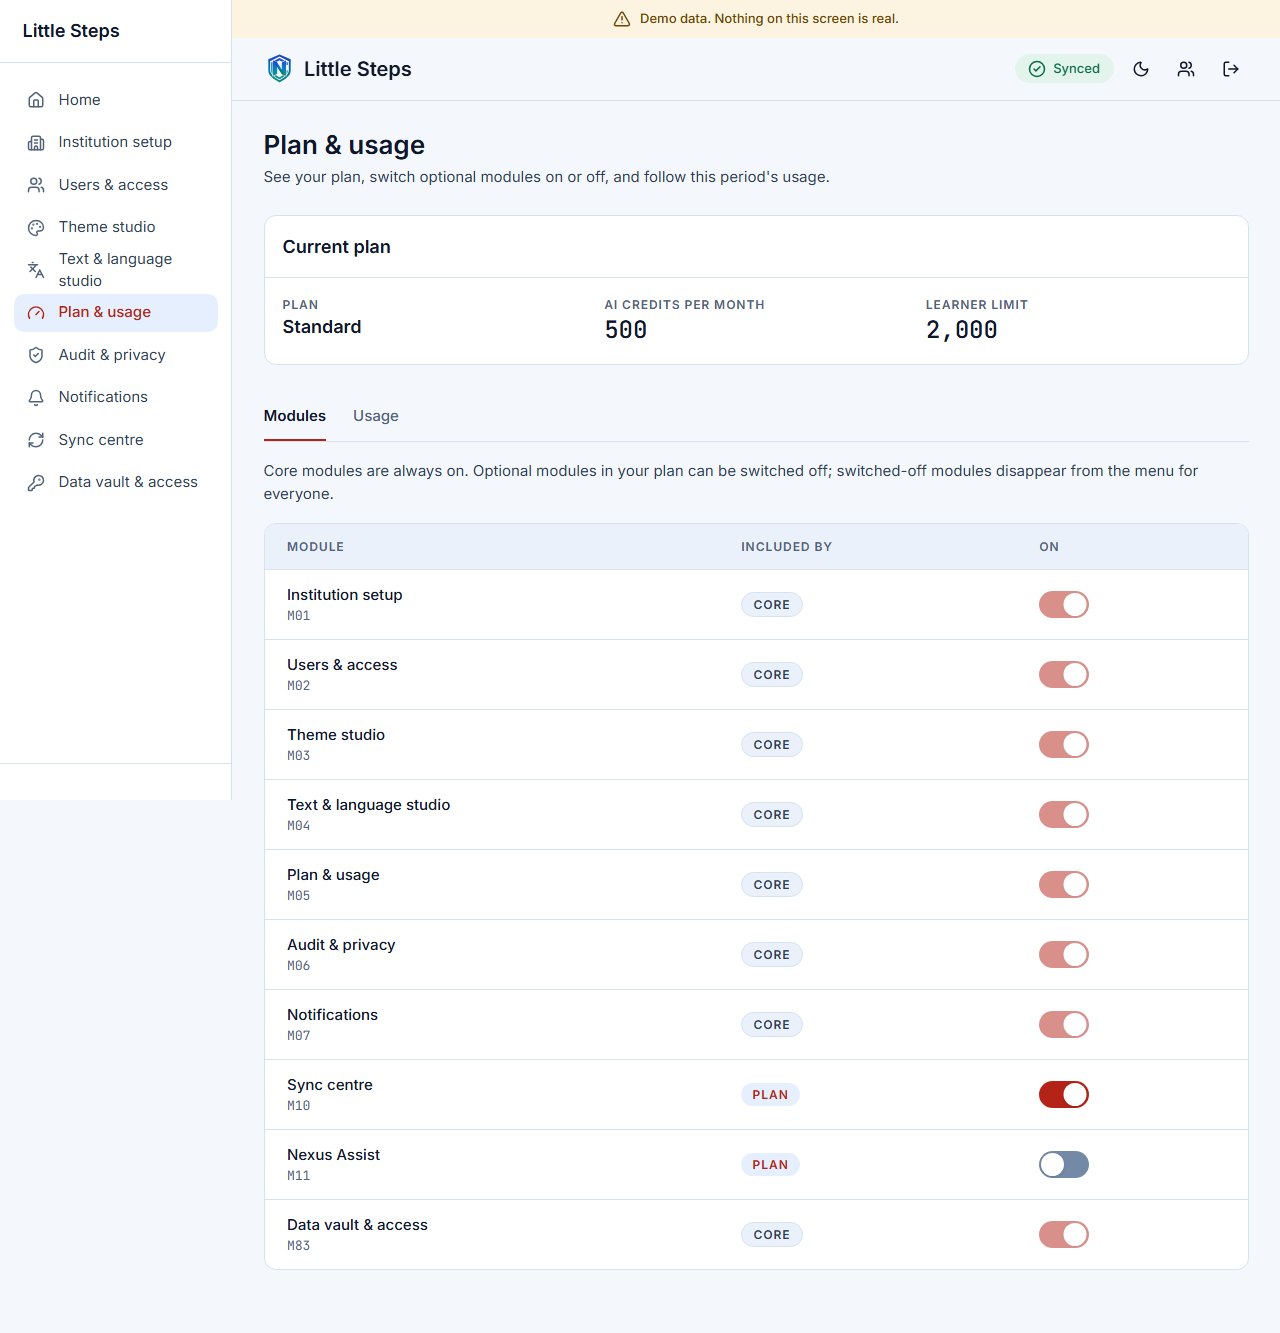 Little Steps
Demo data. Nothing on this screen is real.
Little Steps
Synced
Home
Institution setup
Users & access
Theme studio
Text & language
studio
Plan & usage
Audit & privacy
Notifications
Sync centre
Data vault & access
Plan & usage
See your plan, switch optional modules on or off, and follow this period's usage.
Current plan
PLAN
Standard
AI CREDITS PER MONTH
500
LEARNER LIMIT
2,000
Modules
Usage
Core modules are always on. Optional modules in your plan can be switched off; switched-off modules disappear from the menu for
everyone.
MODULE INCLUDED BY ON
Institution setup
M01
CORE
Users & access
M02
CORE
Theme studio
M03
CORE
Text & language studio
M04
CORE
Plan & usage
M05
CORE
Audit & privacy
M06
CORE
Notifications
M07
CORE
Sync centre
M10
PLAN
Nexus Assist
M11
PLAN
Data vault & access
M83
CORE